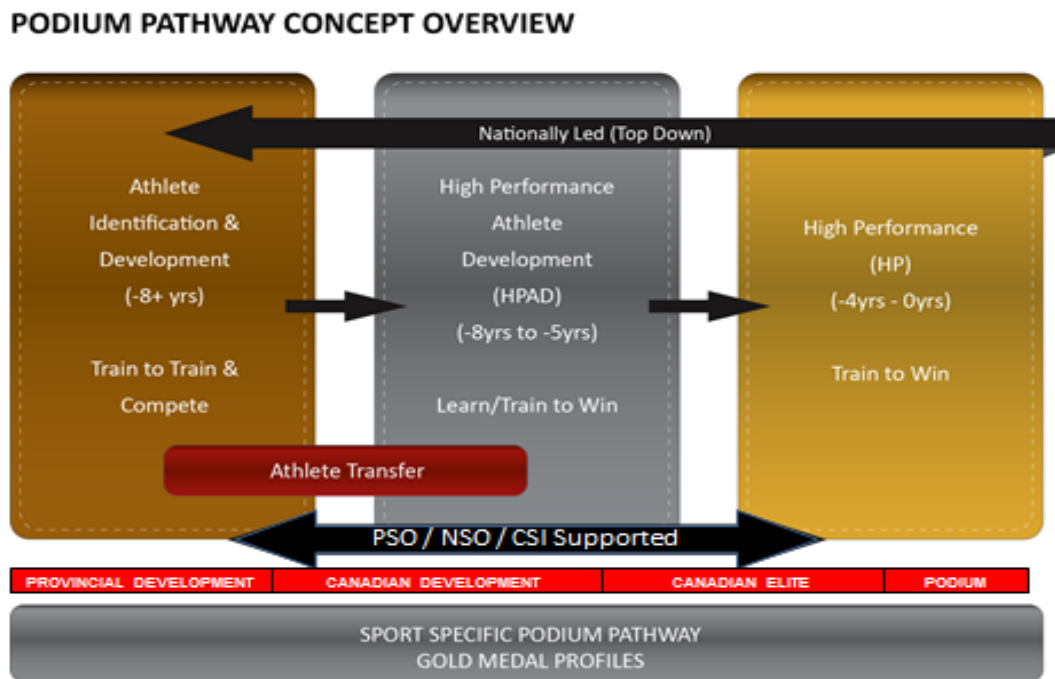 PODIUM PATHWAY CONCEPT OVERVIEW
Nationally Led (Top Down)
Athlete
Identification &
Development
(-8+ yrs)
Train to Train &
Compete
High Performance
Athlete
Development
(HPAD)
(-8yrs to -5yrs)
Learn/Train to Win
High Performance
(HP)
(-4yrs - 0yrs)
Train to Win
Athlete Transfer
PSO / NSO / CSI Supported
PROVINCIAL DEVELOPMENT
CANADIAN DEVELOPMENT
CANADIAN ELITE
PODIUM
SPORT SPECIFIC PODIUM PATHWAY
GOLD MEDAL PROFILES